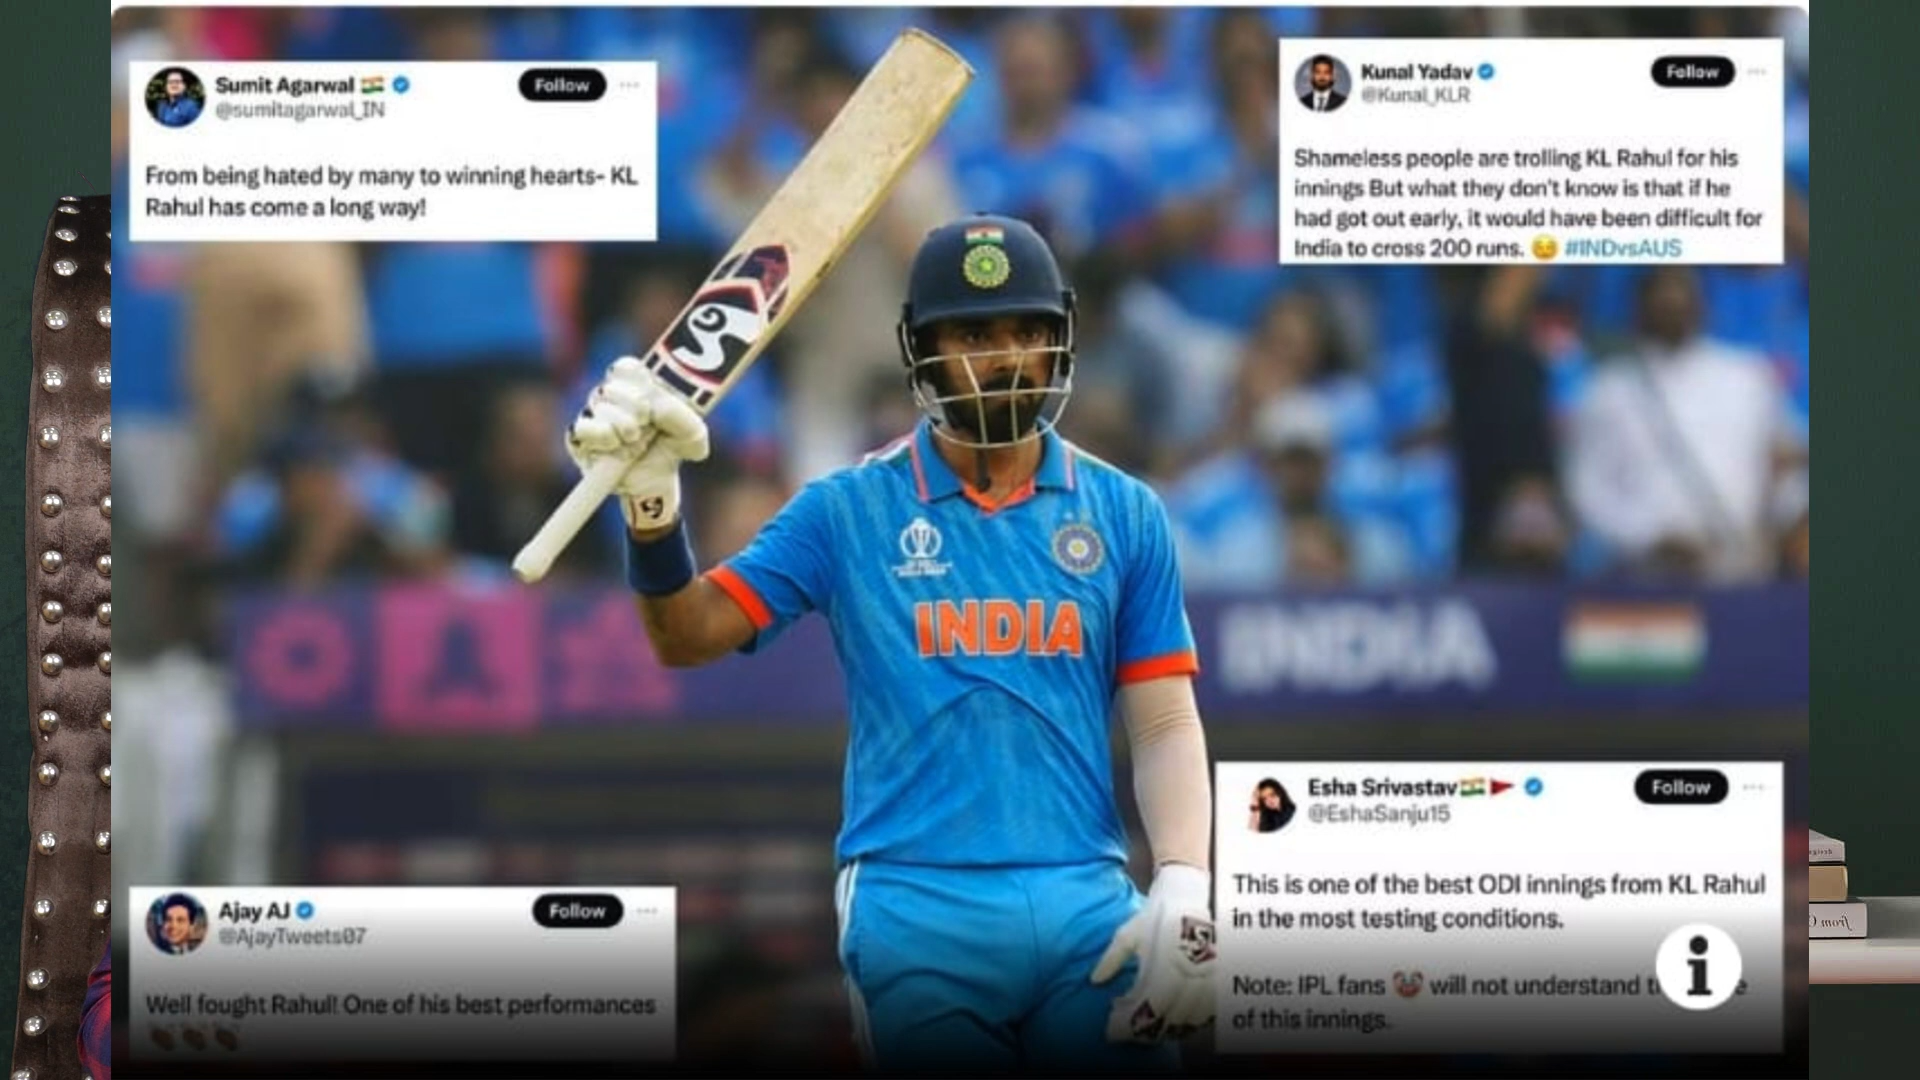 Sumit Agarwal 🇮🇳
Follow
@sumitagarwal_IN
From being hated by many to winning hearts- KL
Rahul has come a long way!
Kunal Yadav
Follow
@Kunal_KLR
Shameless people are trolling KL Rahul for his
innings But what they don't know is that if he
had got out early, it would have been difficult for
India to cross 200 runs. 😔 #INDvsAUS
SG
INDIA
INDIA
Ajay AJ
Follow
@AjayTweets07
Well fought Rahul! One of his best performances
Esha Srivastav🇮🇳
Follow
@EshaSanju15
This is one of the best ODI innings from KL Rahul
in the most testing conditions.
Note: IPL fans 🤡 will not understand
of this innings.
i